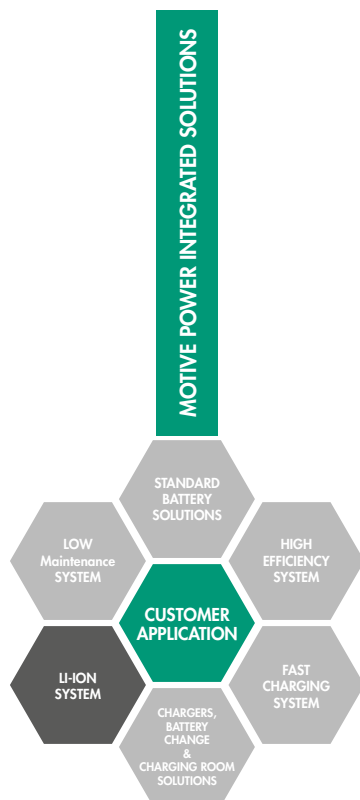 MOTIVE POWER INTEGRATED SOLUTIONS
STANDARD
BATTERY
SOLUTIONS
LOW
Maintenance
SYSTEM
HIGH
EFFICIENCY
SYSTEM
CUSTOMER
APPLICATION
LI-ION
SYSTEM
FAST
CHARGING
SYSTEM
CHARGERS,
BATTERY
CHANGE
&
CHARGING ROOM
SOLUTIONS